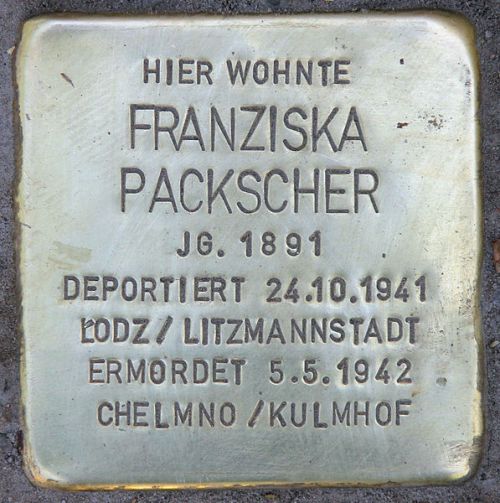 HIER WOHNTE
FRANZISKA
PACKSCHER
JG. 1891
DEPORTIERT 24.10.1941
ŁODZ / LITZMANNSTADT
ERMORDET 5.5.1942
CHELMNO / KULMHOF